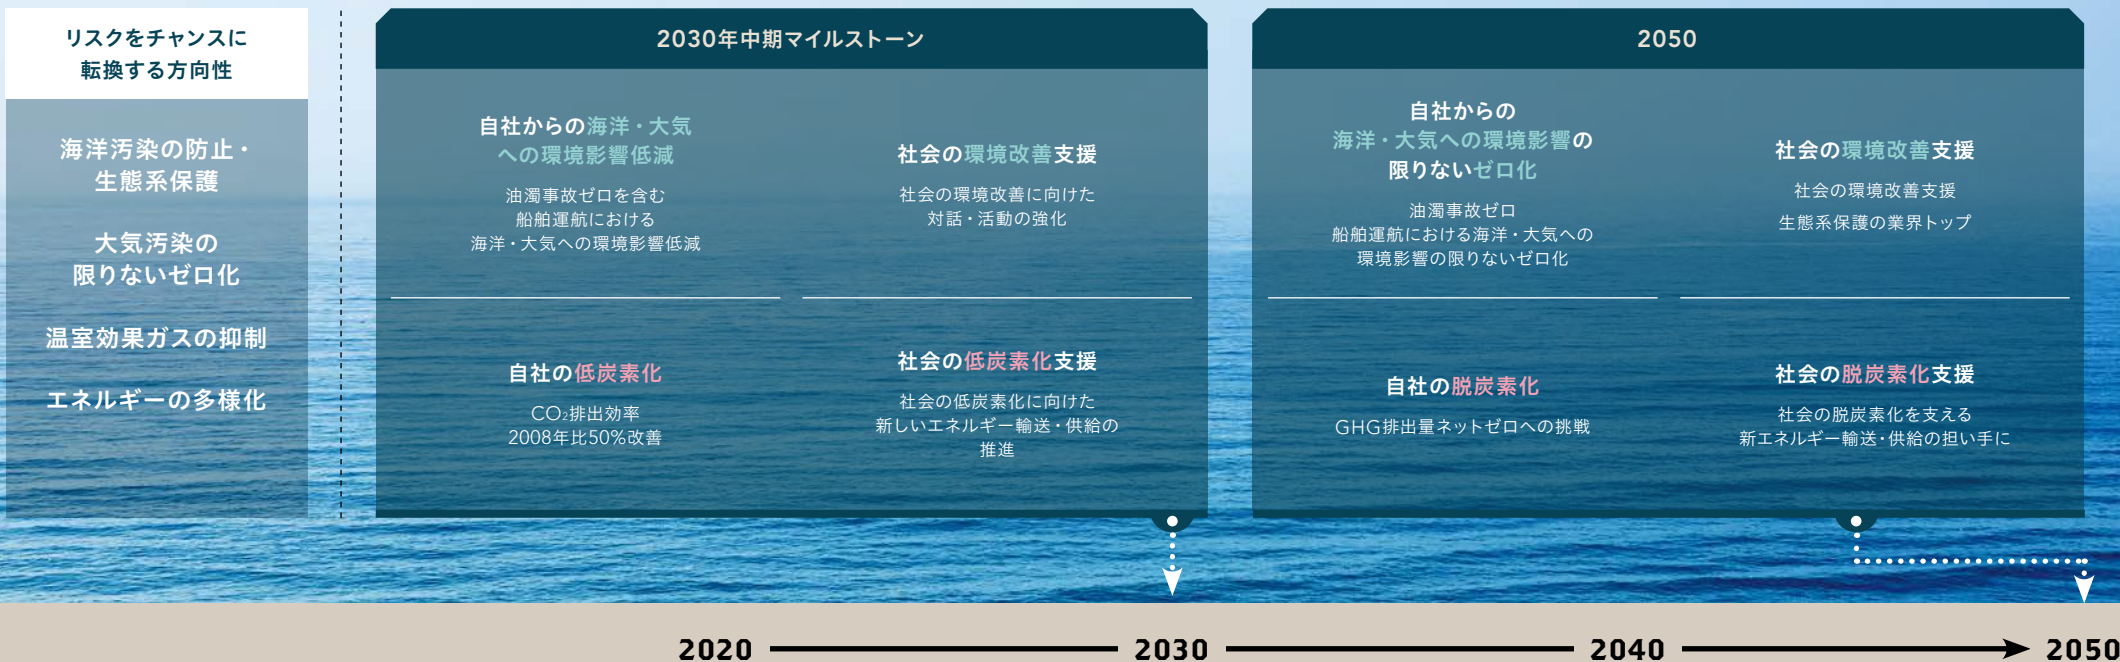 リスクをチャンスに
転換する方向性
海洋汚染の防止・
生態系保護
大気汚染の
限りないゼロ化
温室効果ガスの抑制
エネルギーの多様化
2030年中期マイルストーン
自社からの海洋・大気
への環境影響低減
油濁事故ゼロを含む
船舶運航における
海洋・大気への環境影響低減
社会の環境改善支援
社会の環境改善に向けた
対話・活動の強化
自社の低炭素化
CO₂排出効率
2008年比50%改善
社会の低炭素化支援
社会の低炭素化に向けた
新しいエネルギー輸送・供給の
推進
2050
自社からの
海洋・大気への環境影響の
限りないゼロ化
油濁事故ゼロ
船舶運航における海洋・大気への
環境影響の限りないゼロ化
社会の環境改善支援
社会の環境改善支援
生態系保護の業界トップ
自社の脱炭素化
GHG排出量ネットゼロへの挑戦
社会の脱炭素化支援
社会の脱炭素化を支える
新エネルギー輸送・供給の担い手に
2020
2030
2040
2050